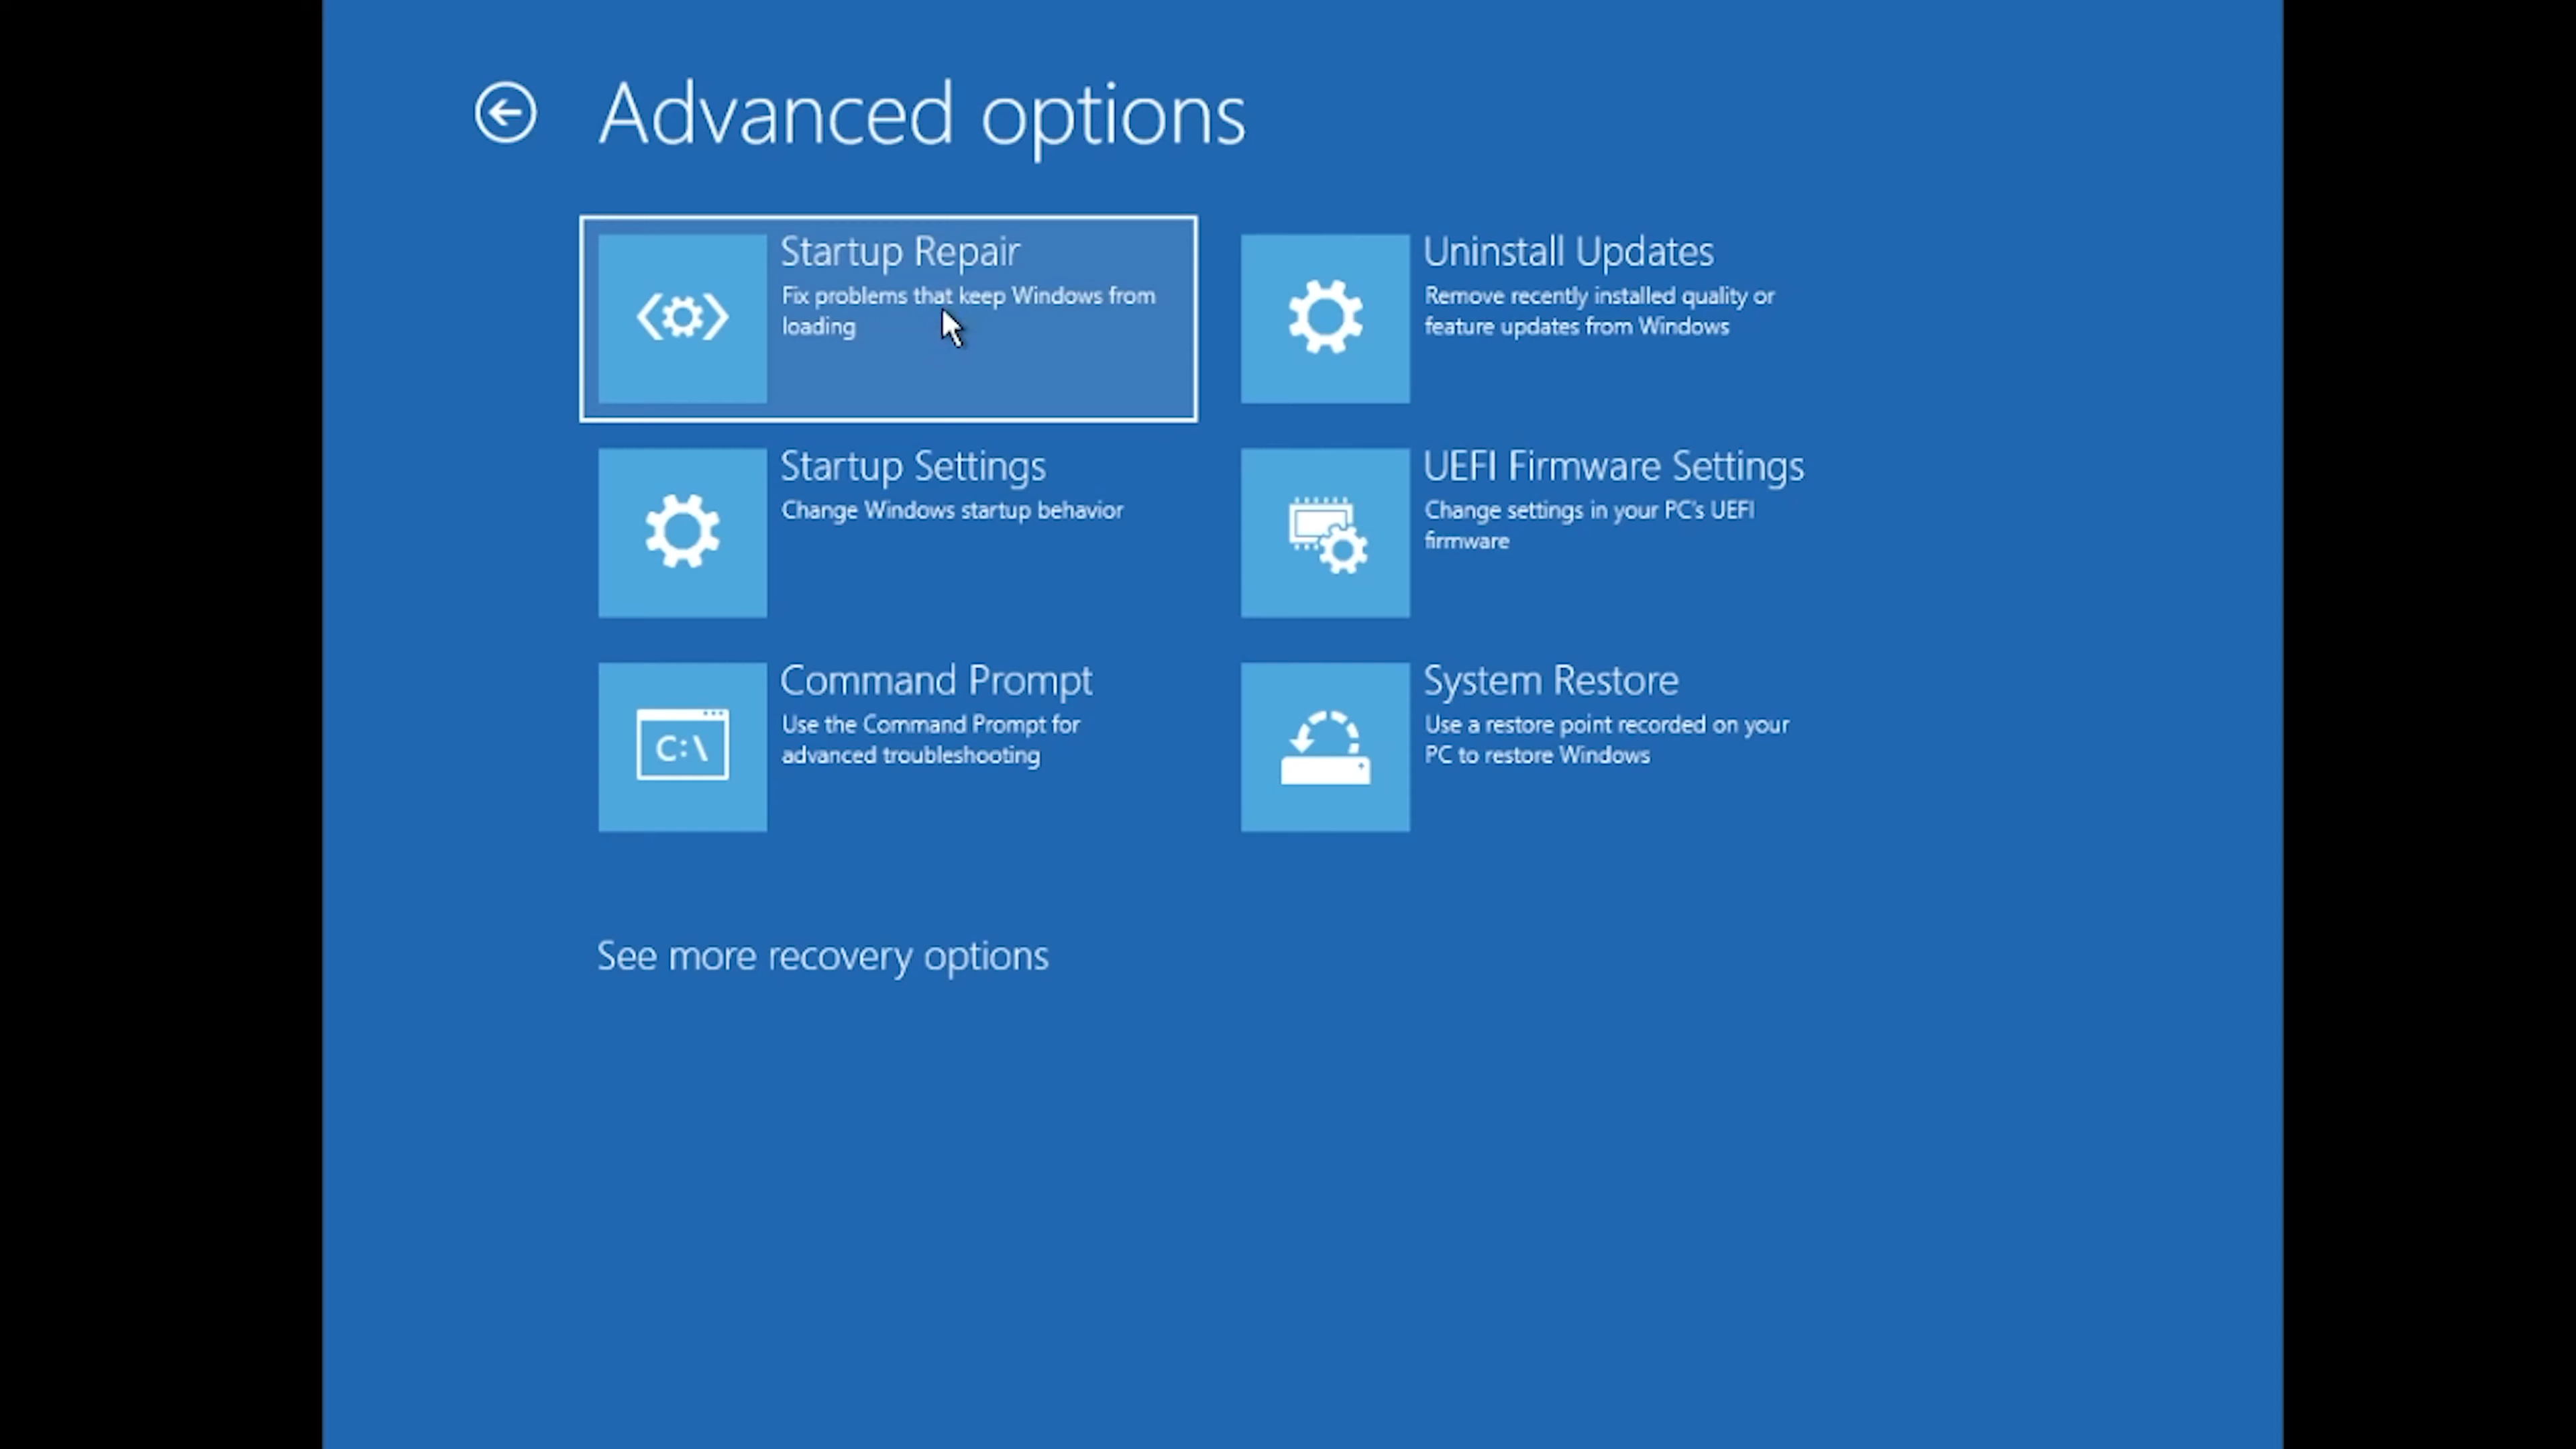 Advanced options
Startup Repair
Fix problems that keep Windows from
loading
Uninstall Updates
Remove recently installed quality or
feature updates from Windows
Startup Settings
Change Windows startup behavior
UEFI Firmware Settings
Change settings in your PC's UEFI
firmware
C:\
Command Prompt
Use the Command Prompt for
advanced troubleshooting
System Restore
Use a restore point recorded on your
PC to restore Windows
See more recovery options